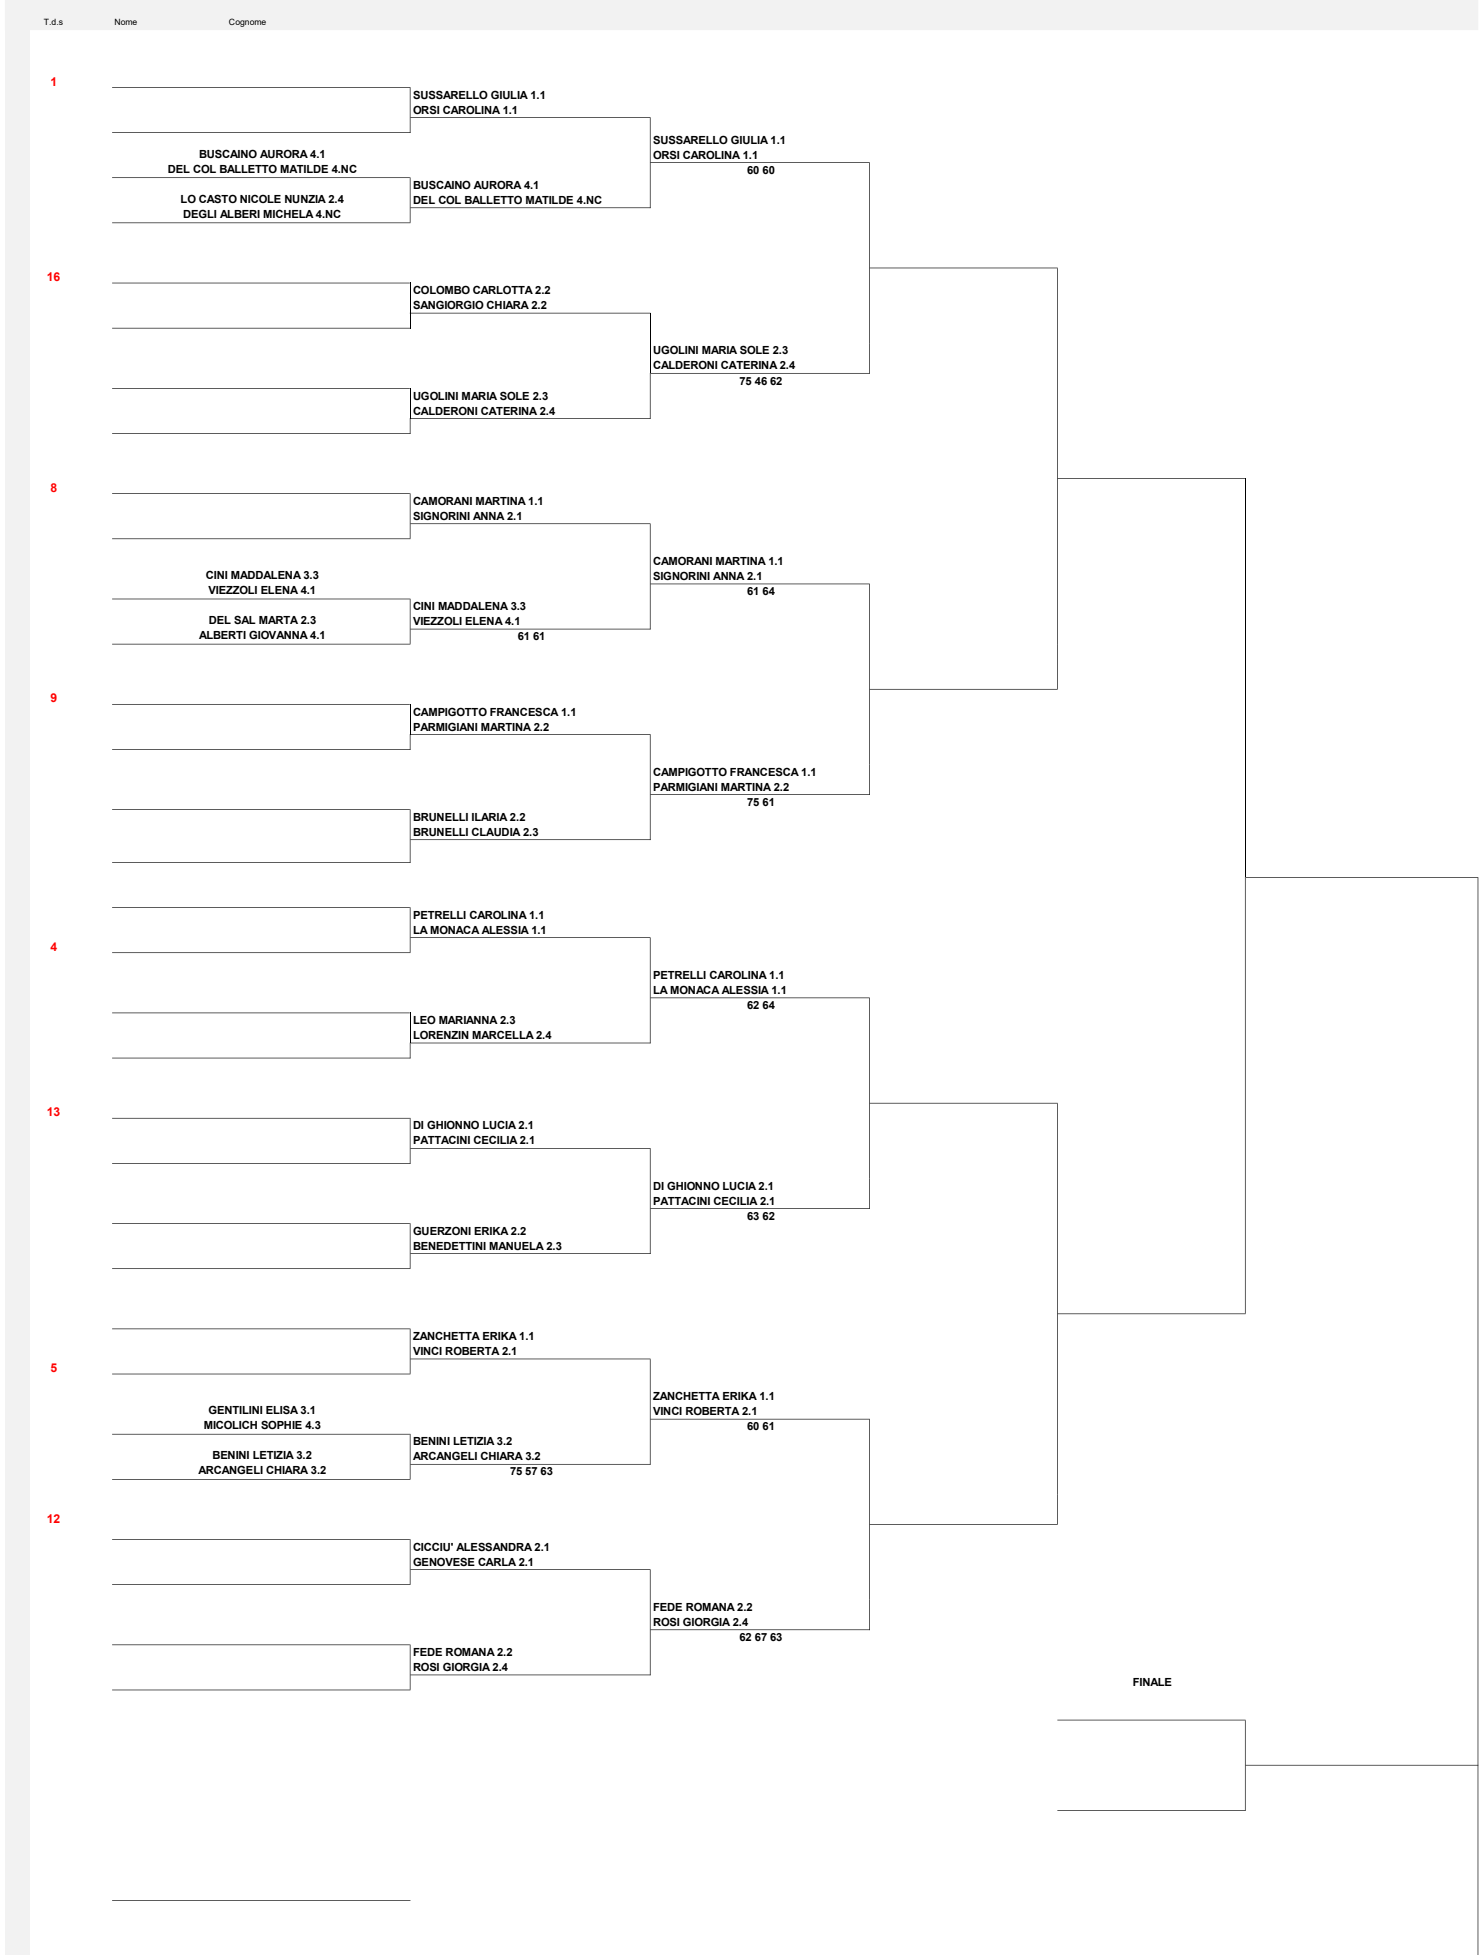 T.d.s Nome Cognome
1
SUSSARELLO GIULIA 1.1
ORSI CAROLINA 1.1
SUSSARELLO GIULIA 1.1
ORSI CAROLINA 1.1
60 60
BUSCAINO AURORA 4.1
DEL COL BALLETTO MATILDE 4.NC
BUSCAINO AURORA 4.1
DEL COL BALLETTO MATILDE 4.NC
LO CASTO NICOLE NUNZIA 2.4
DEGLI ALBERI MICHELA 4.NC
16
COLOMBO CARLOTTA 2.2
SANGIORGIO CHIARA 2.2
UGOLINI MARIA SOLE 2.3
CALDERONI CATERINA 2.4
75 46 62
UGOLINI MARIA SOLE 2.3
CALDERONI CATERINA 2.4
8
CAMORANI MARTINA 1.1
SIGNORINI ANNA 2.1
CAMORANI MARTINA 1.1
SIGNORINI ANNA 2.1
61 64
CINI MADDALENA 3.3
VIEZZOLI ELENA 4.1
CINI MADDALENA 3.3
VIEZZOLI ELENA 4.1
61 61
DEL SAL MARTA 2.3
ALBERTI GIOVANNA 4.1
9
CAMPIGOTTO FRANCESCA 1.1
PARMIGIANI MARTINA 2.2
CAMPIGOTTO FRANCESCA 1.1
PARMIGIANI MARTINA 2.2
75 61
BRUNELLI ILARIA 2.2
BRUNELLI CLAUDIA 2.3
PETRELLI CAROLINA 1.1
LA MONACA ALESSIA 1.1
4
PETRELLI CAROLINA 1.1
LA MONACA ALESSIA 1.1
62 64
LEO MARIANNA 2.3
LORENZIN MARCELLA 2.4
13
DI GHIONNO LUCIA 2.1
PATTACINI CECILIA 2.1
DI GHIONNO LUCIA 2.1
PATTACINI CECILIA 2.1
63 62
GUERZONI ERIKA 2.2
BENEDETTINI MANUELA 2.3
ZANCHETTA ERIKA 1.1
VINCI ROBERTA 2.1
5
ZANCHETTA ERIKA 1.1
VINCI ROBERTA 2.1
60 61
GENTILINI ELISA 3.1
MICOLICH SOPHIE 4.3
BENINI LETIZIA 3.2
ARCANGELI CHIARA 3.2
75 57 63
BENINI LETIZIA 3.2
ARCANGELI CHIARA 3.2
12
CICCIU' ALESSANDRA 2.1
GENOVESE CARLA 2.1
FEDE ROMANA 2.2
ROSI GIORGIA 2.4
62 67 63
FEDE ROMANA 2.2
ROSI GIORGIA 2.4
FINALE